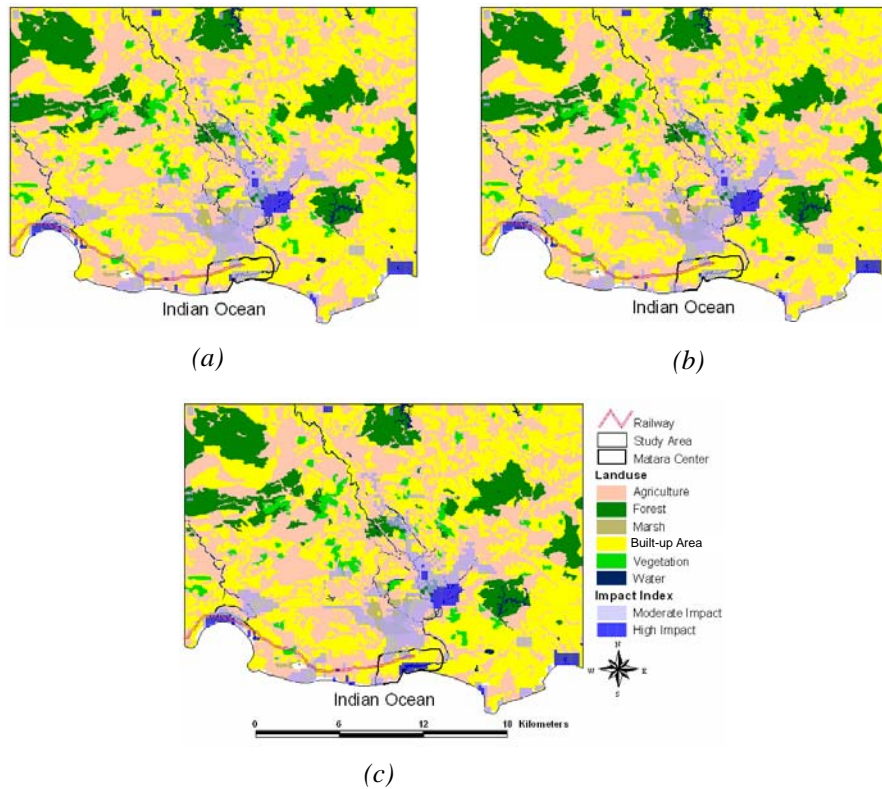 Indian Ocean
(a)
Indian Ocean
(b)
Railway
Study Area
Matara Center
Landuse
Agriculture
Forest
Marsh
Built-up Area
Vegetation
Water
Impact Index
Moderate Impact
High Impact
N
W E
S
Indian Ocean
0 6 12 18 Kilometers
(c)